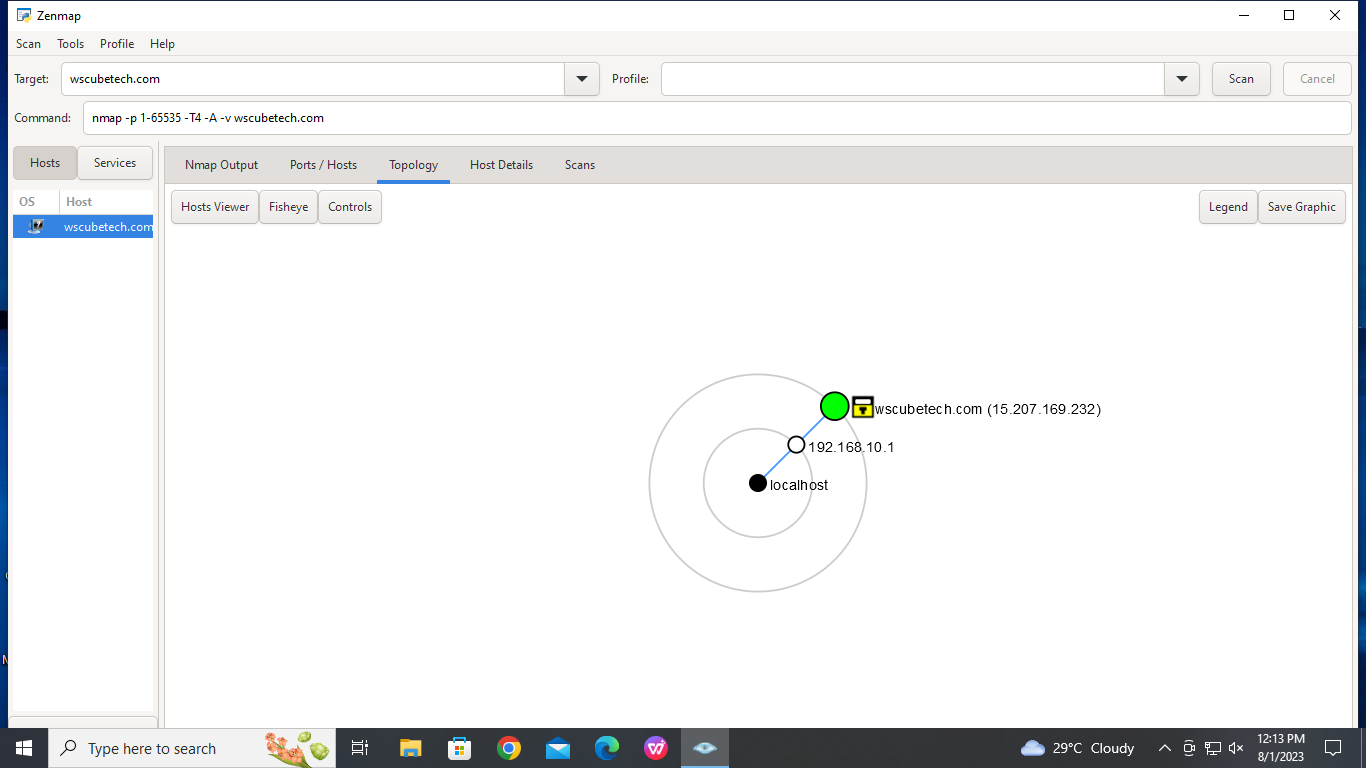 Zenmap
Scan Tools Profile Help
Target: wscubetech.com Profile: Scan Cancel
Command: nmap -p 1-65535 -T4 -A -v wscubetech.com
Hosts Services Nmap Output Ports / Hosts Topology Host Details Scans
OS Host Hosts Viewer Fisheye Controls Legend Save Graphic
wscubetech.com
wscubetech.com (15.207.169.232)
192.168.10.1
localhost
Type here to search 29°C Cloudy 12:13 PM
8/1/2023